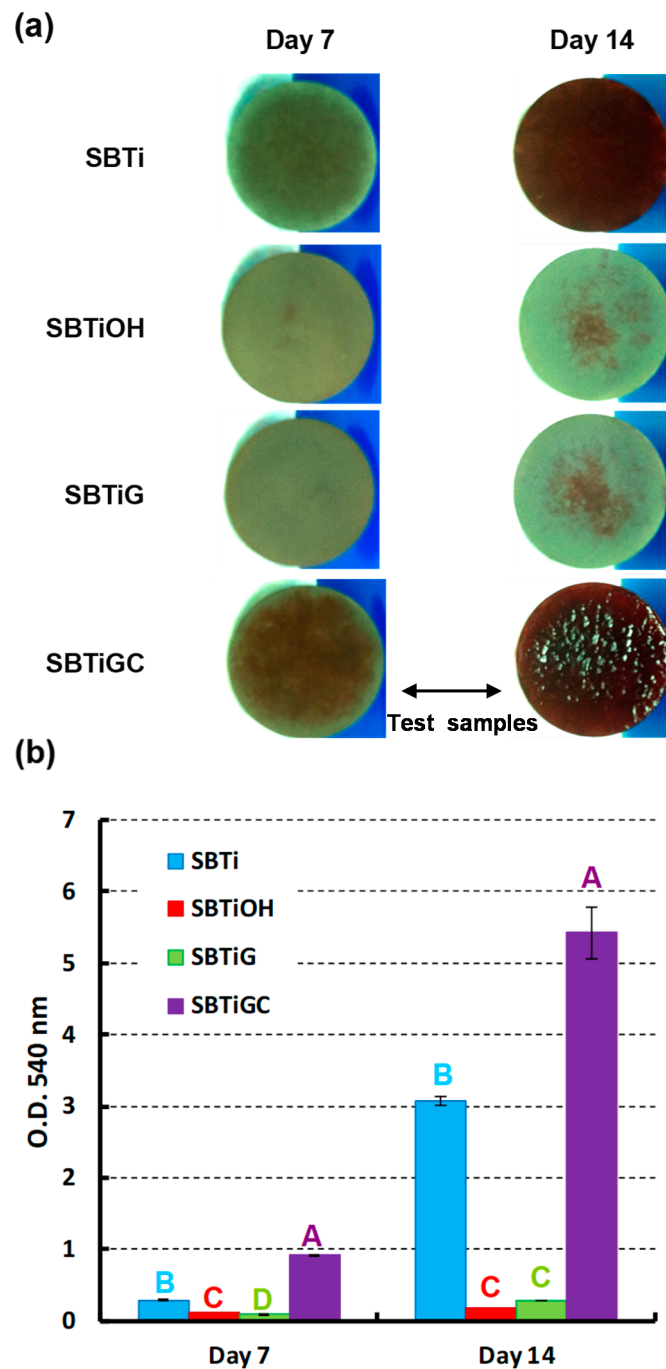 (a)
Day 7 Day 14
SBTi
SBTiOH
SBTiG
SBTiGC
Test samples
(b)
7
6
5
4
3
2
1
0
O.D. 540 nm
SBTi
SBTiOH
SBTiG
SBTiGC
B C D A
B C C A
Day 7 Day 14